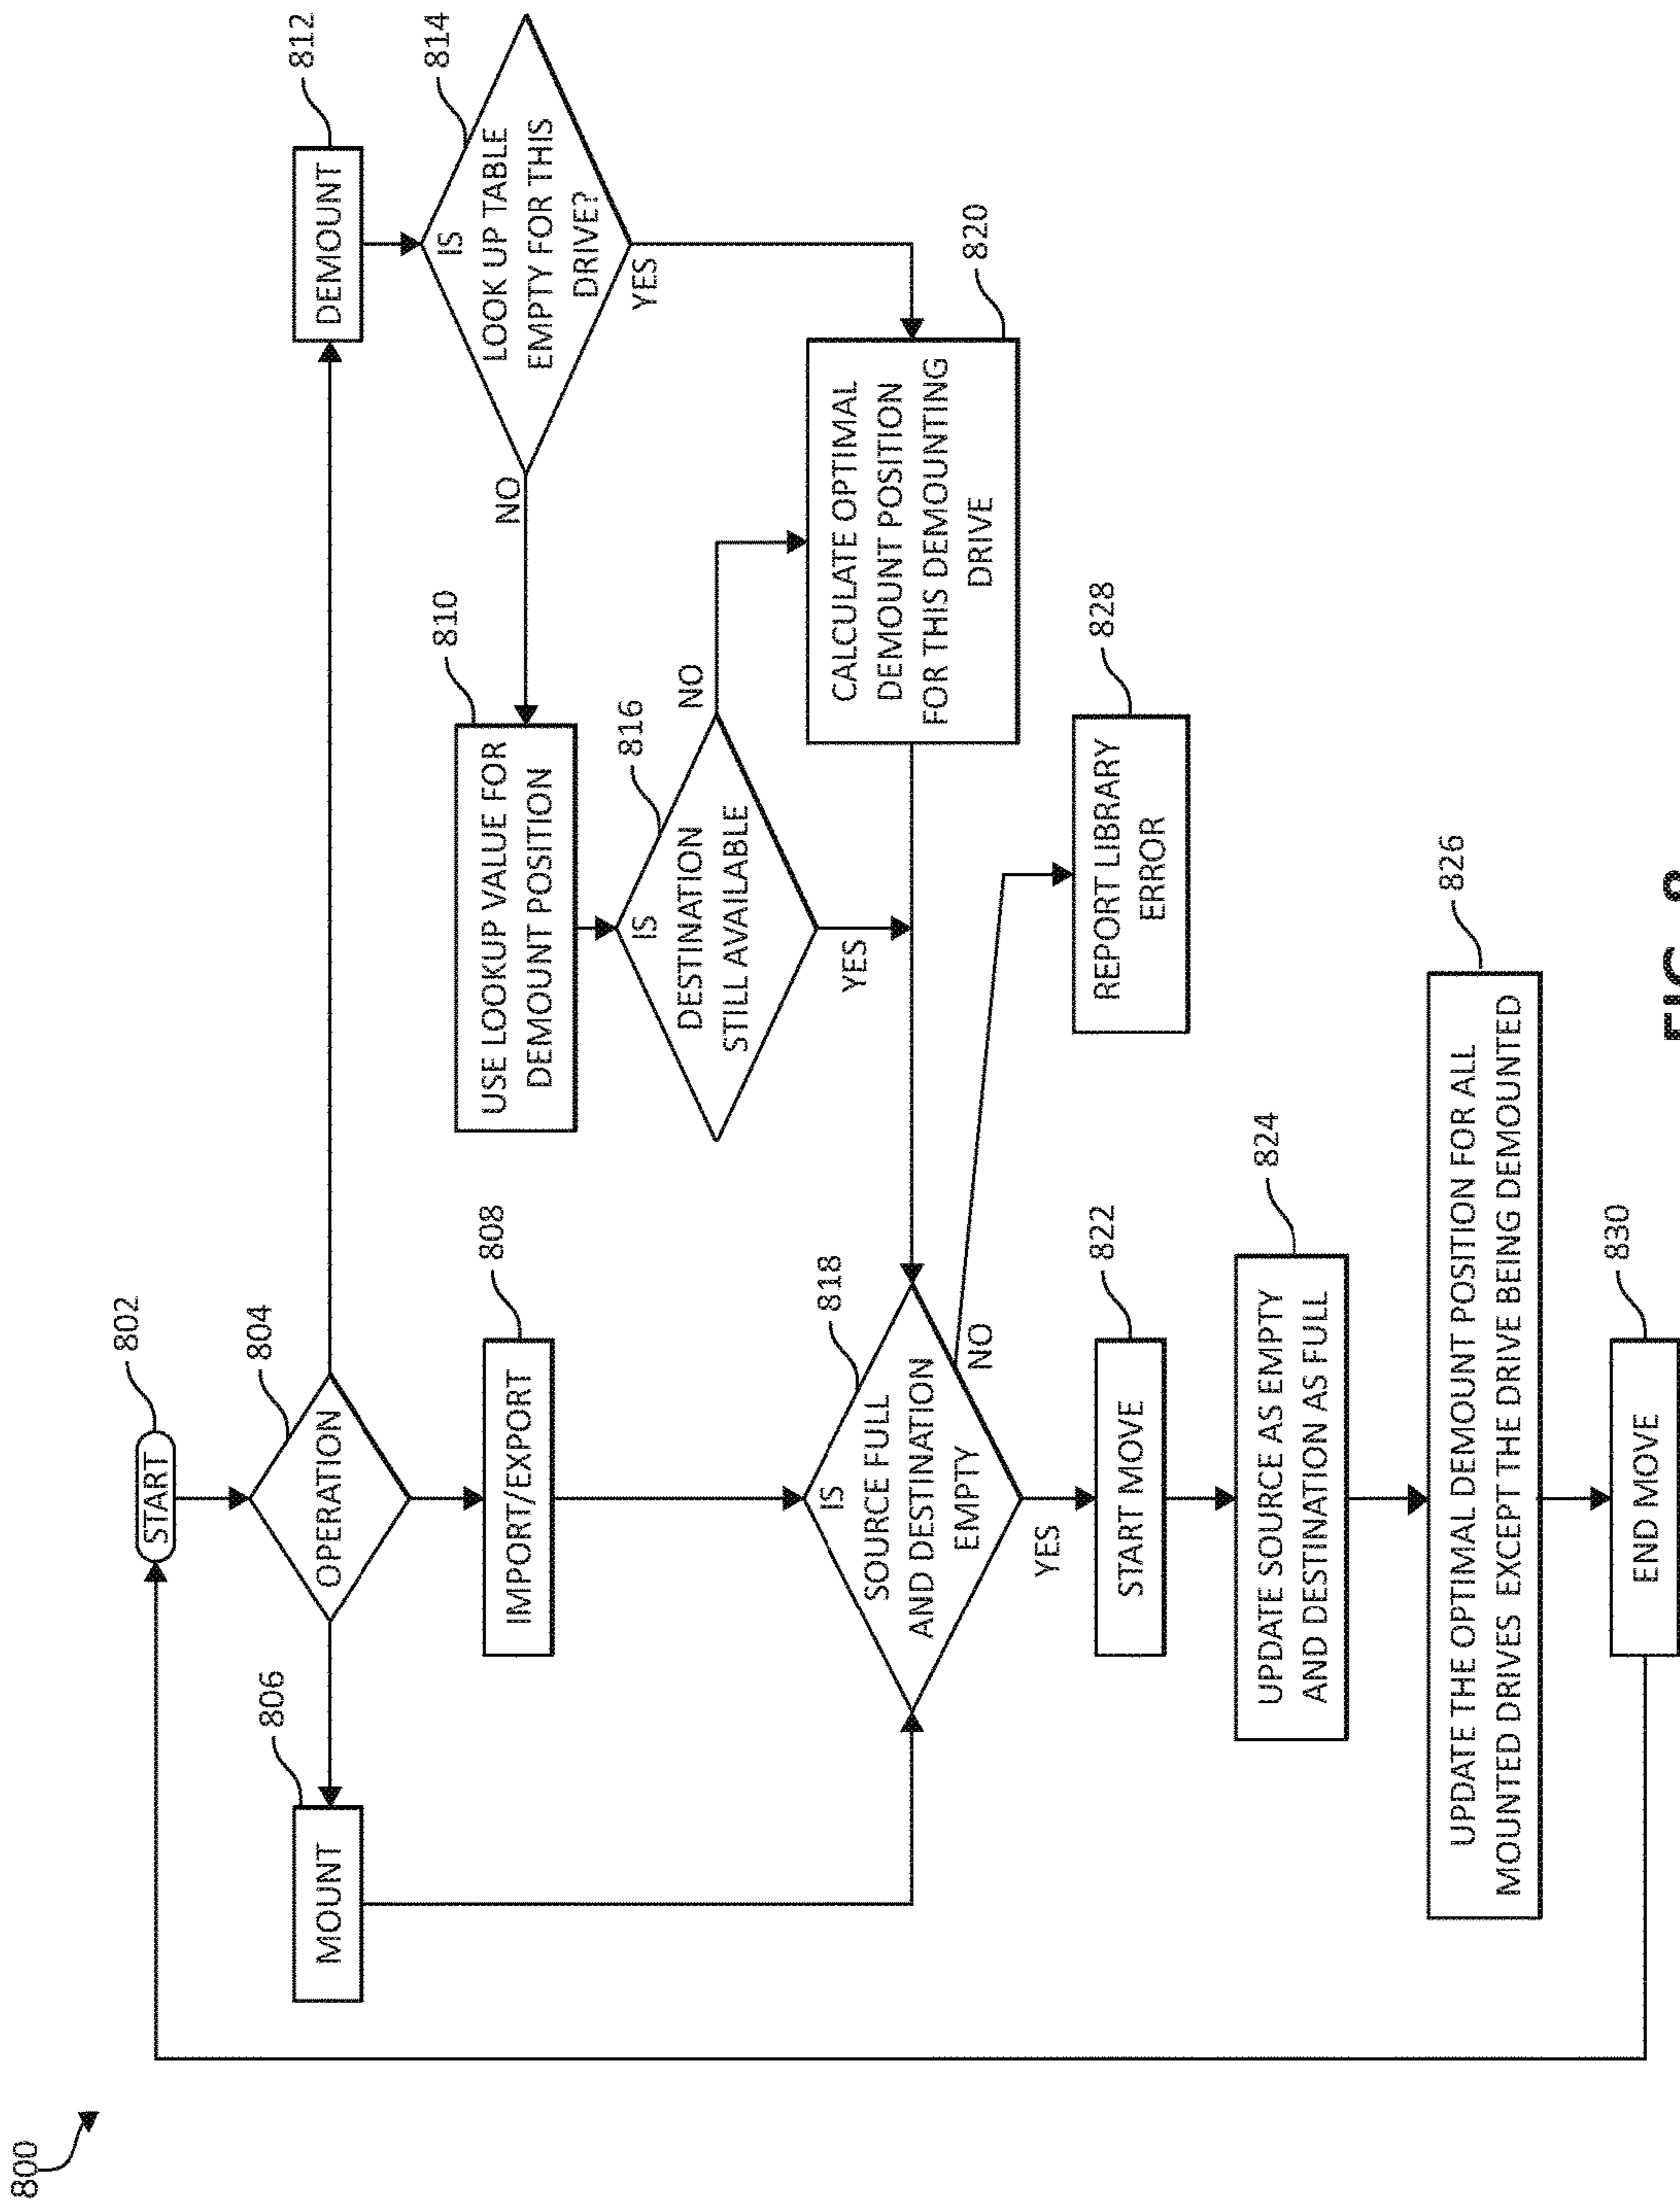 800
802
START
804
OPERATION
806
MOUNT
808
IMPORT/EXPORT
812
DEMOUNT
814
IS
LOOK UP TABLE
EMPTY FOR THIS
DRIVE?
NO
YES
810
USE LOOKUP VALUE FOR
DEMOUNT POSITION
816
IS
DESTINATION
STILL AVAILABLE
NO
YES
820
CALCULATE OPTIMAL
DEMOUNT POSITION
FOR THIS DEMOUNTING
DRIVE
818
IS
SOURCE FULL
AND DESTINATION
EMPTY
NO
YES
828
REPORT LIBRARY
ERROR
822
START MOVE
824
UPDATE SOURCE AS EMPTY
AND DESTINATION AS FULL
826
UPDATE THE OPTIMAL DEMOUNT POSITION FOR ALL
MOUNTED DRIVES EXCEPT THE DRIVE BEING DEMOUNTED
830
END MOVE
FIG. 8